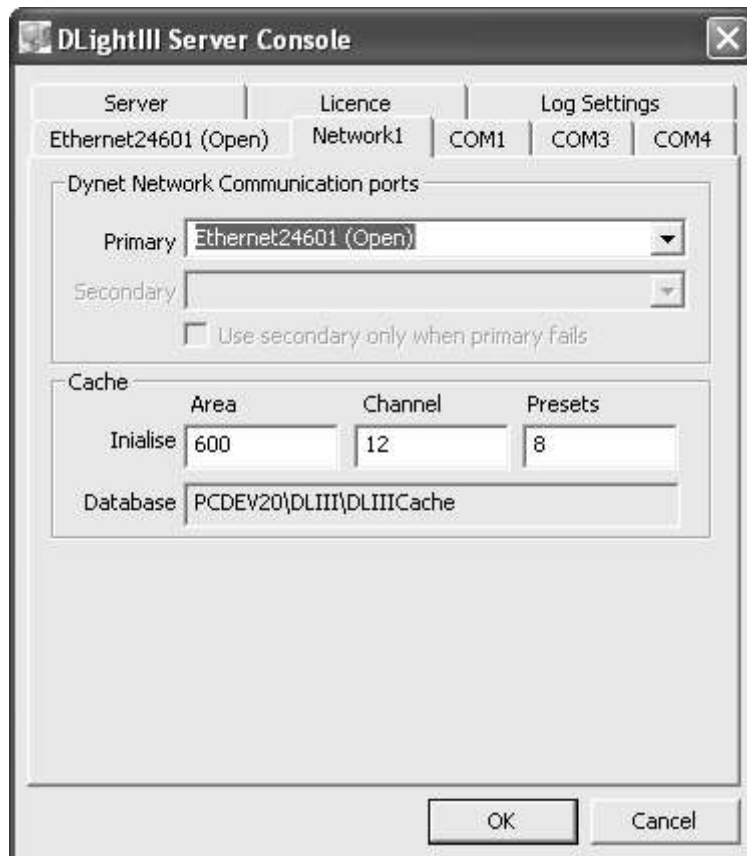 DLightIII Server Console
Server Licence Log Settings
Ethernet24601 (Open) Network1 COM1 COM3 COM4
Dynet Network Communication ports
Primary Ethernet24601 (Open)
Secondary
Use secondary only when primary fails
Cache
Area Channel Presets
Inialise 600 12 8
Database PCDEV20\DLIII\DLIIICache
OK Cancel